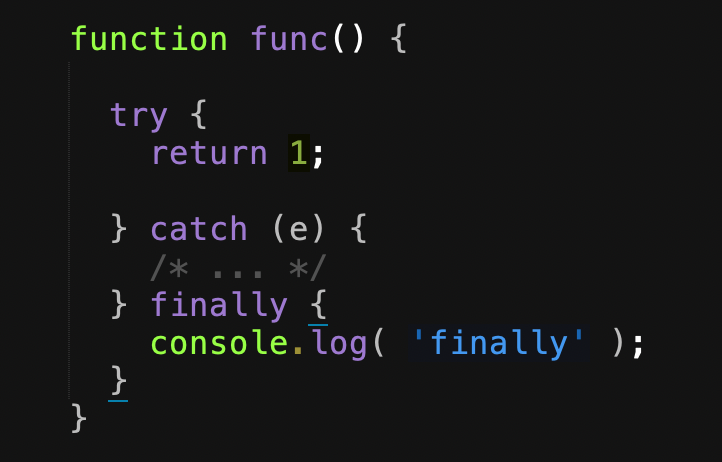 function func() {
try {
return 1;
} catch (e) {
/* ... */
} finally {
console.log( 'finally' );
}
}